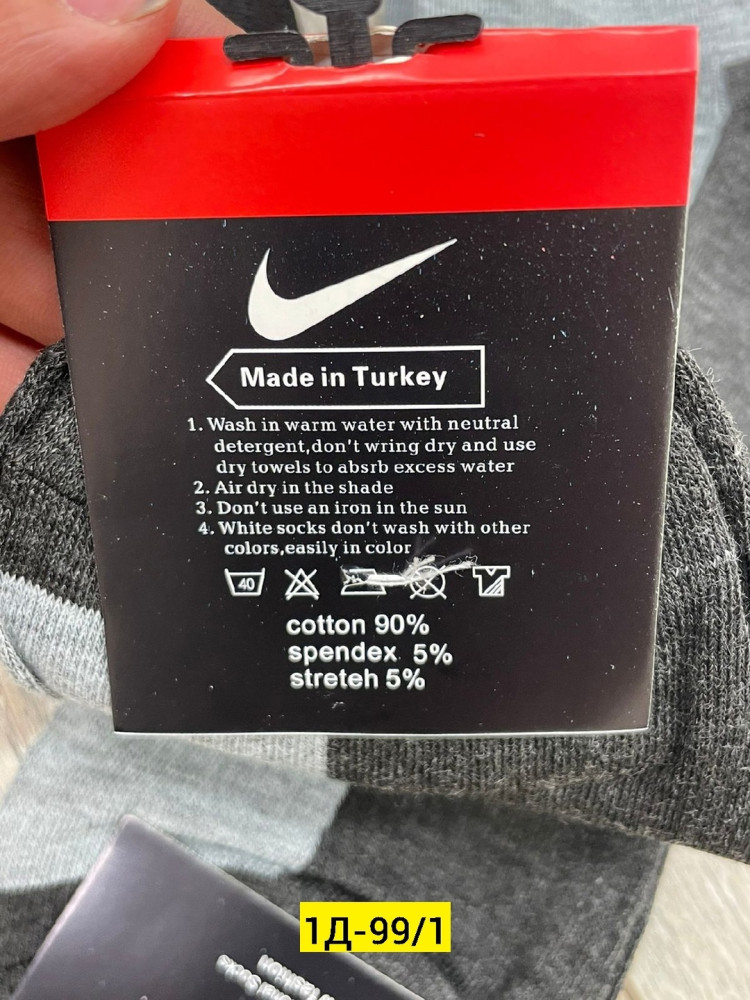 Made in Turkey
1. Wash in warm water with neutral
detergent,don't wring dry and use
dry towels to absrb excess water
2. Air dry in the shade
3. Don't use an iron in the sun
4. White socks don't wash with other
colors,easily in color
40
cotton 90%
spendex 5%
streteh 5%
1Д-99/1
Socks